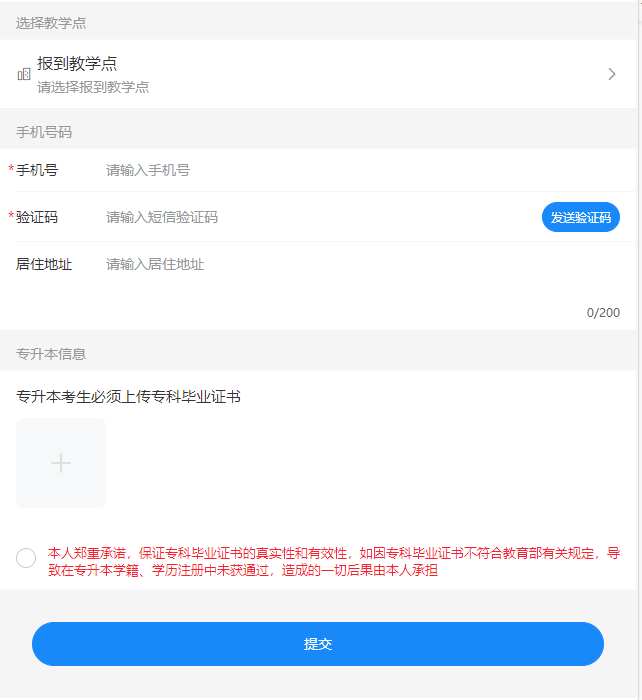 选择教学点
报到教学点
请选择报到教学点
手机号码
*手机号 请输入手机号
*验证码 请输入短信验证码 发送验证码
居住地址 请输入居住地址
0/200
专升本信息
专升本考生必须上传专科毕业证书
本人郑重承诺，保证专科毕业证书的真实性和有效性，如因专科毕业证书不符合教育部有关规定，导
致在专升本学籍、学历注册中未获通过，造成的一切后果由本人承担
提交